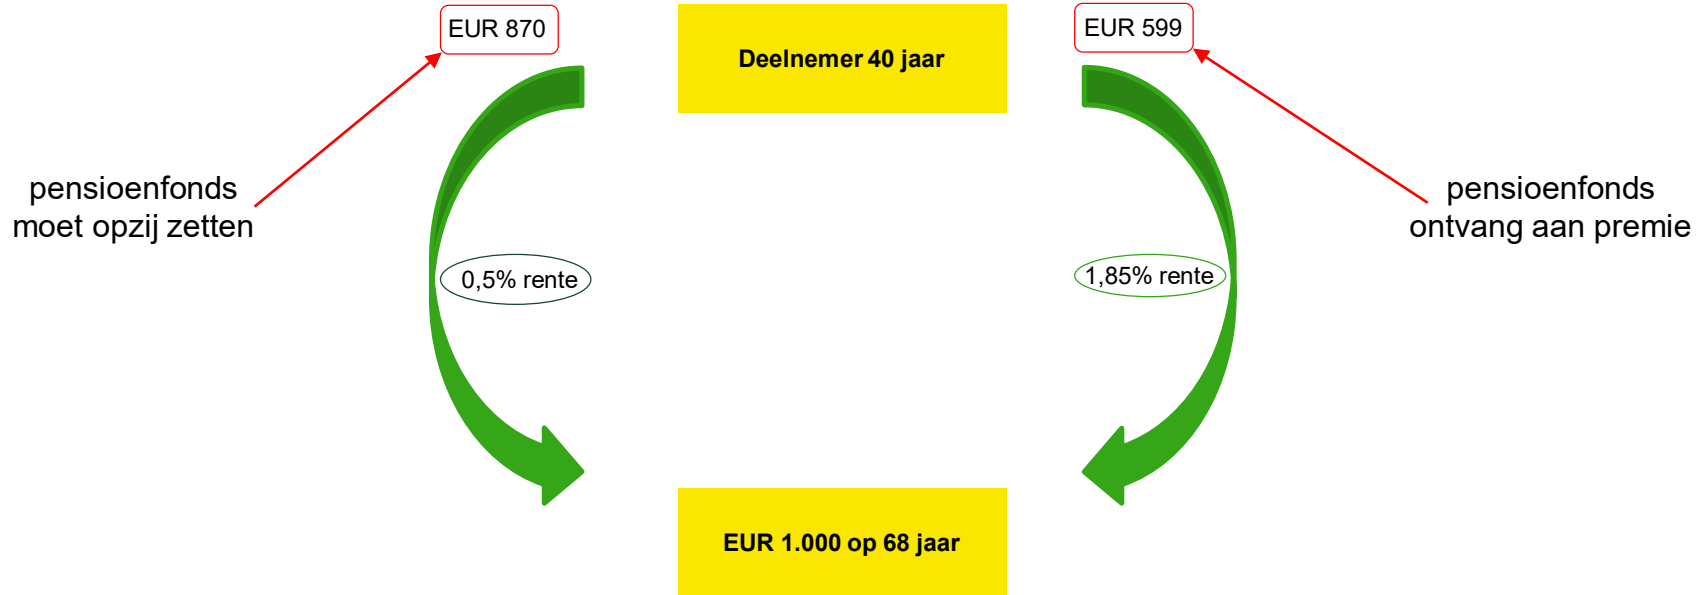 EUR 870
Deelnemer 40 jaar
EUR 599
pensioenfonds
moet opzij zetten
pensioenfonds
ontvang aan premie
0,5% rente
1,85% rente
EUR 1.000 op 68 jaar